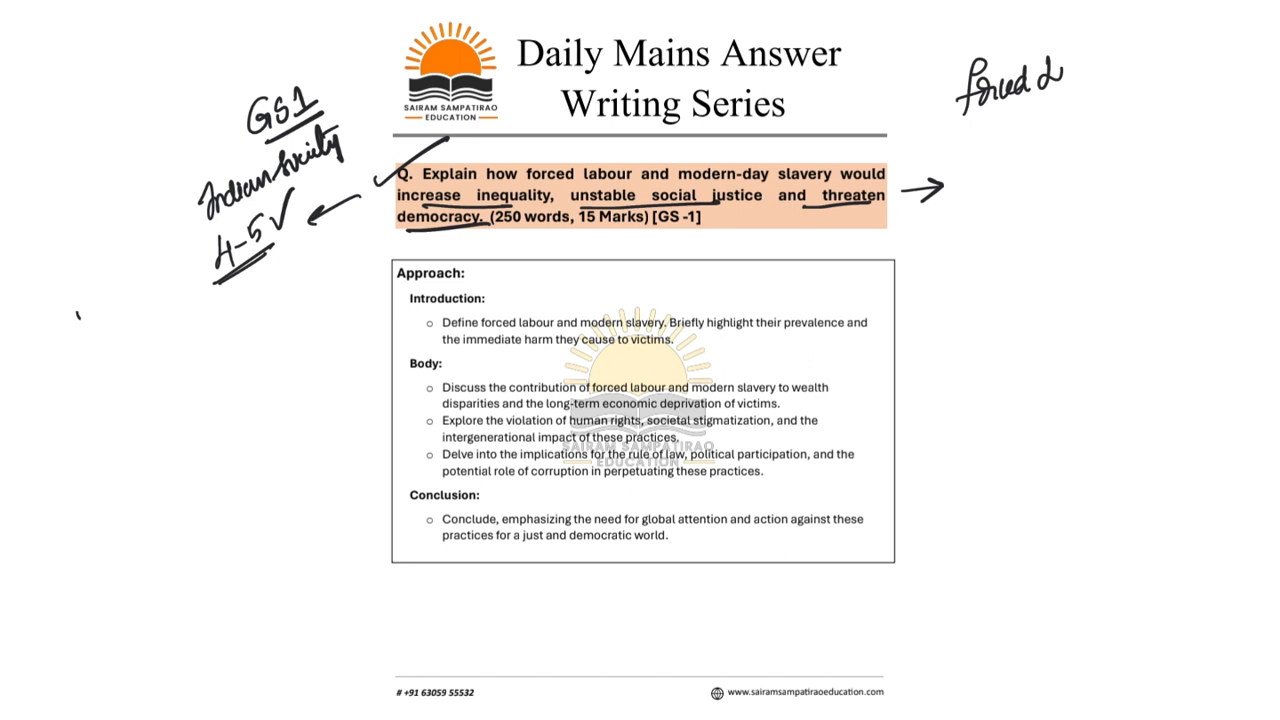 Daily Mains Answer
Writing Series
SAIRAM SAMPATIRAO
EDUCATION
forced
GS1
Indian Society
4-5
Q. Explain how forced labour and modern-day slavery would
increase inequality, unstable social justice and threaten
democracy. (250 words, 15 Marks) [GS -1]
Approach:
Introduction:
o Define forced labour and modern slavery. Briefly highlight their prevalence and
the immediate harm they cause to victims.
Body:
o Discuss the contribution of forced labour and modern slavery to wealth
disparities and the long-term economic deprivation of victims.
o Explore the violation of human rights, societal stigmatization, and the
intergenerational impact of these practices.
SAIRAM SAMPATIRAO
EDUCATION
o Delve into the implications for the rule of law, political participation, and the
potential role of corruption in perpetuating these practices.
Conclusion:
o Conclude, emphasizing the need for global attention and action against these
practices for a just and democratic world.
# +91 63059 55532
www.sairamsampatiraoeducation.com